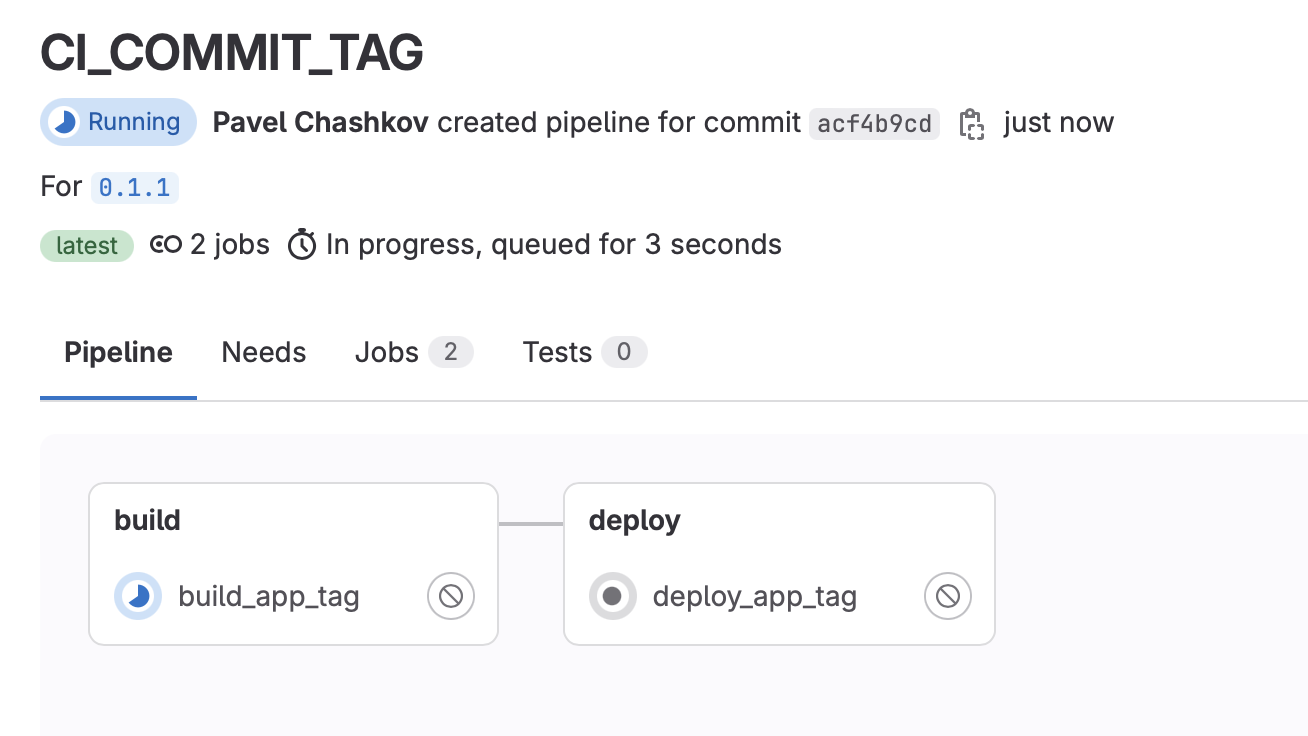 CI_COMMIT_TAG
Running Pavel Chashkov created pipeline for commit acf4b9cd just now
For 0.1.1
latest 2 jobs In progress, queued for 3 seconds
Pipeline Needs Jobs 2 Tests 0
build deploy
build_app_tag deploy_app_tag